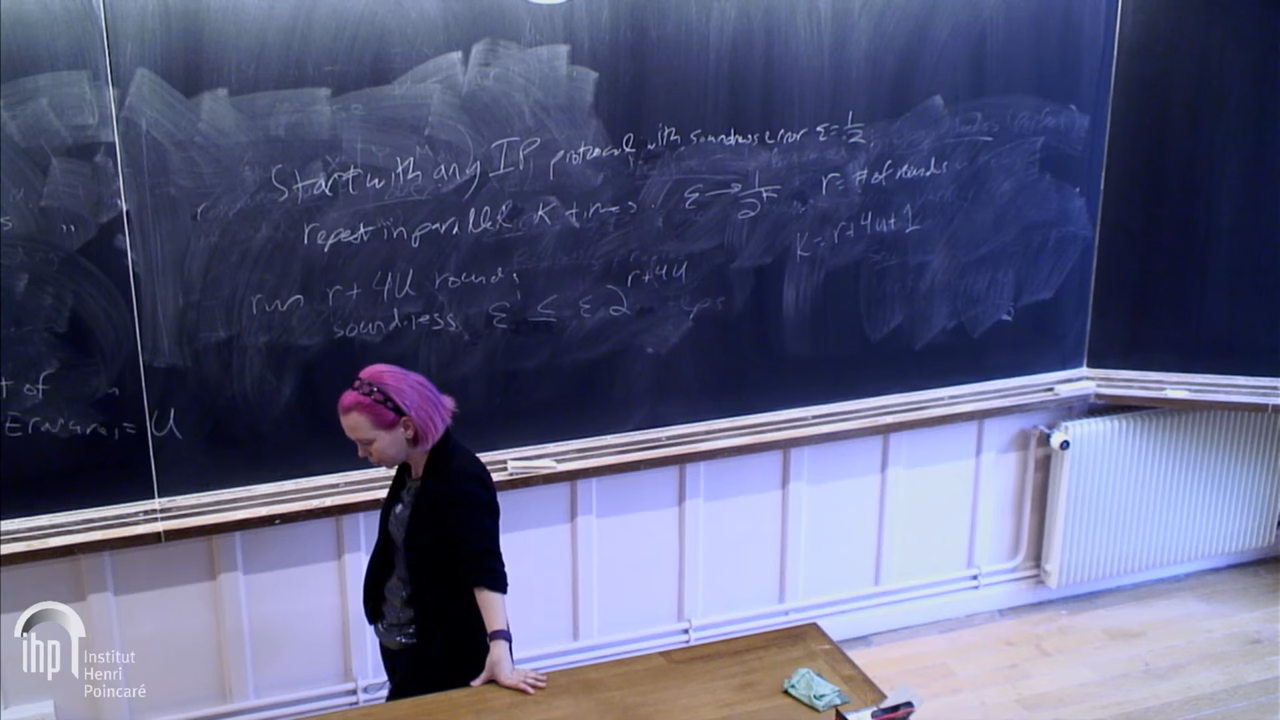 Start with any IP, protocol with soundness error ε = 1/2,
repeat in parallel K times. ε → 1/2^k
r = # of rounds
K = r + 4u + 1
run r + 4u rounds
soundness ε' ≤ ε·2^{r+4u}
t of
= u
ihp
Institut
Henri
Poincaré